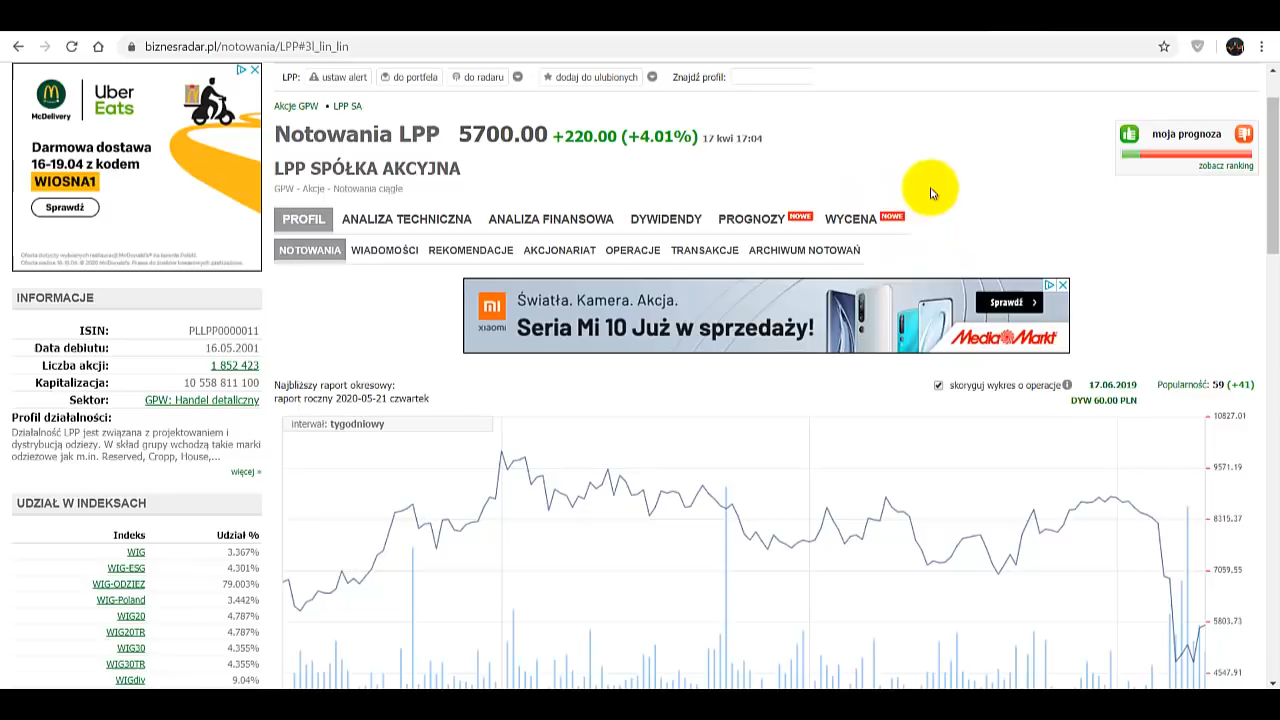 biznesradar.pl/notowania/LPP#3l_lin_lin
McDelivery
Uber
Eats
Darmowa dostawa
16-19.04 z kodem
WIOSNA1
Sprawdź
LPP: ustaw alert do portfela do radaru dodaj do ulubionych Znajdź profil:
Akcje GPW • LPP SA
Notowania LPP 5700.00 +220.00 (+4.01%) 17 kwi 17:04
LPP SPÓŁKA AKCYJNA
GPW - Akcje - Notowania ciągłe
moja prognoza
zobacz ranking
PROFIL ANALIZA TECHNICZNA ANALIZA FINANSOWA DYWIDENDY PROGNOZY NOWE WYCENA NOWE
NOTOWANIA WIADOMOŚCI REKOMENDACJE AKCJONARIAT OPERACJE TRANSAKCJE ARCHIWUM NOTOWAŃ
mi
XIAOMI
Światła. Kamera. Akcja.
Seria Mi 10 Już w sprzedaży!
Sprawdź >
Media Markt
INFORMACJE
ISIN: PLLPP0000011
Data debiutu: 16.05.2001
Liczba akcji: 1 852 423
Kapitalizacja: 10 558 811 100
Sektor: GPW: Handel detaliczny
Profil działalności:
Działalność LPP jest związana z projektowaniem i
dystrybucją odzieży. W skład grupy wchodzą takie marki
odzieżowe jak m.in. Reserved, Cropp, House,...
więcej »
UDZIAŁ W INDEKSACH
Indeks Udział %
WIG 3.367%
WIG-ESG 4.301%
WIG-ODZIEZ 79.003%
WIG-Poland 3.442%
WIG20 4.787%
WIG20TR 4.787%
WIG30 4.355%
WIG30TR 4.355%
WIGdiv 9.04%
Najbliższy raport okresowy:
raport roczny 2020-05-21 czwartek
skoryguj wykres o operacje 17.06.2019 Popularność: 59 (+41)
DYW 60.00 PLN
interwał: tygodniowy
10827.01
9571.19
8315.37
7059.55
5803.73
4547.91